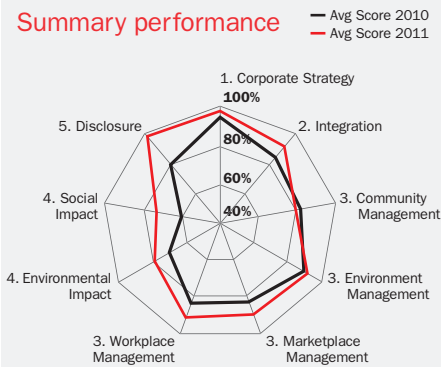 Summary performance
Avg Score 2010
Avg Score 2011
1. Corporate Strategy
100%
80%
60%
40%
2. Integration
3. Community
Management
3. Environment
Management
3. Marketplace
Management
3. Workplace
Management
4. Environmental
Impact
4. Social
Impact
5. Disclosure